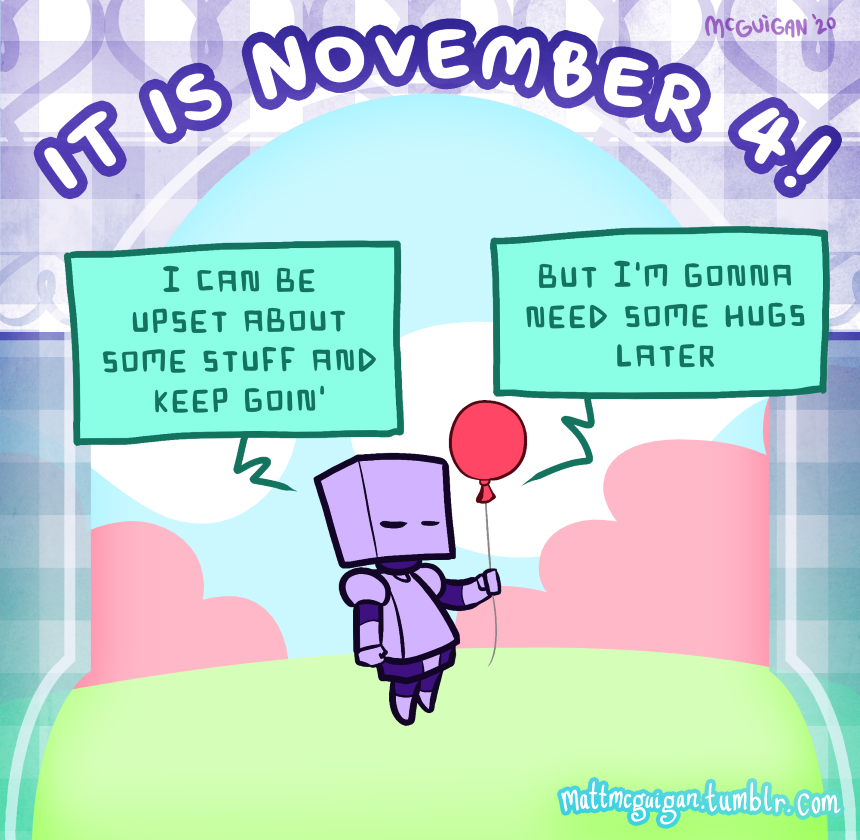 McGUiGAN '20
IT IS NOVEMBER 4!
I CAN BE
UPSET ABOUT
SOME STUFF AND
KEEP GOIN'
BUT I'M GONNA
NEED SOME HUGS
LATER
mattmcguigan.tumblr.com